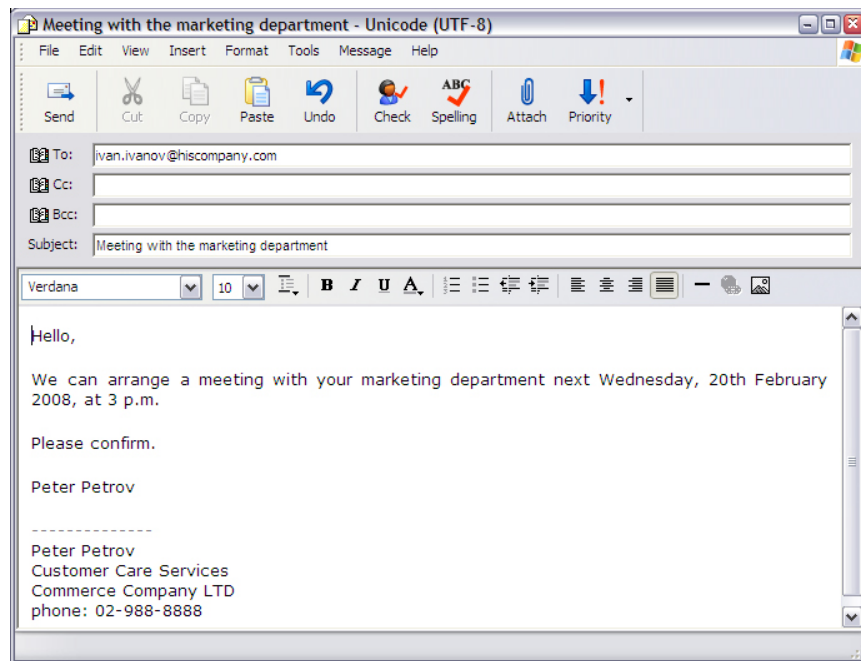 Meeting with the marketing department - Unicode (UTF-8)
File Edit View Insert Format Tools Message Help
ABC
Send Cut Copy Paste Undo Check Spelling Attach Priority
To: ivan.ivanov@hiscompany.com
Cc:
Bcc:
Subject: Meeting with the marketing department
Verdana 10 B I U A
Hello,
We can arrange a meeting with your marketing department next Wednesday, 20th February
2008, at 3 p.m.
Please confirm.
Peter Petrov
--------------
Peter Petrov
Customer Care Services
Commerce Company LTD
phone: 02-988-8888